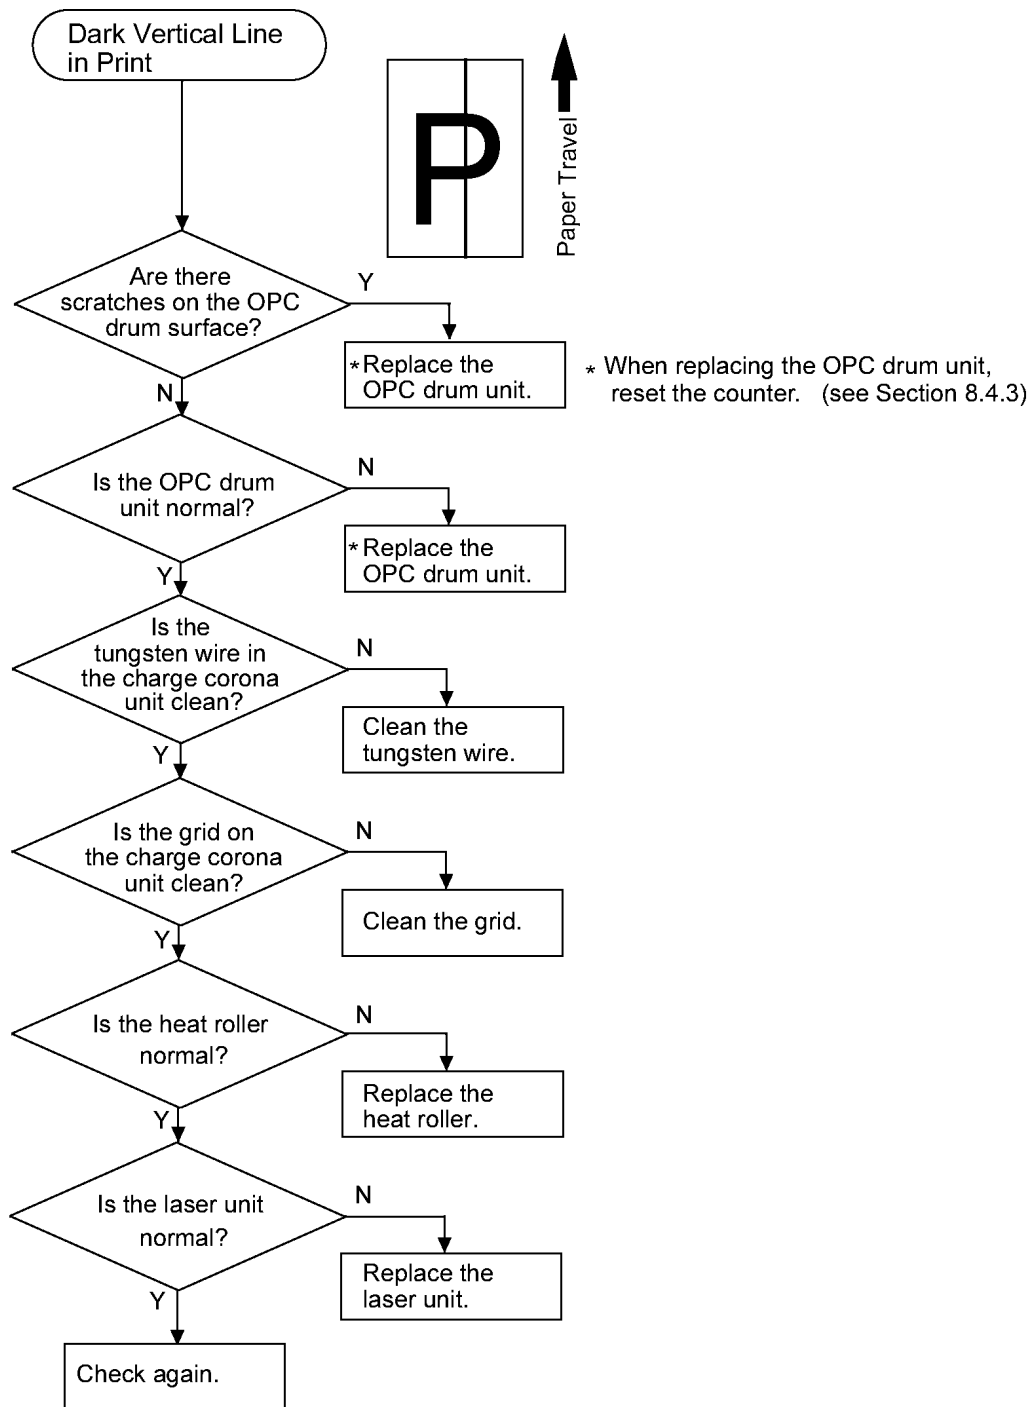 Dark Vertical Line
in Print
P
Paper Travel
Are there
scratches on the OPC
drum surface?
Y
N
*Replace the
OPC drum unit.
* When replacing the OPC drum unit,
reset the counter. (see Section 8.4.3)
Is the OPC drum
unit normal?
N
Y
*Replace the
OPC drum unit.
Is the
tungsten wire in
the charge corona
unit clean?
N
Y
Clean the
tungsten wire.
Is the grid on
the charge corona
unit clean?
N
Y
Clean the grid.
Is the heat roller
normal?
N
Y
Replace the
heat roller.
Is the laser unit
normal?
N
Y
Replace the
laser unit.
Check again.